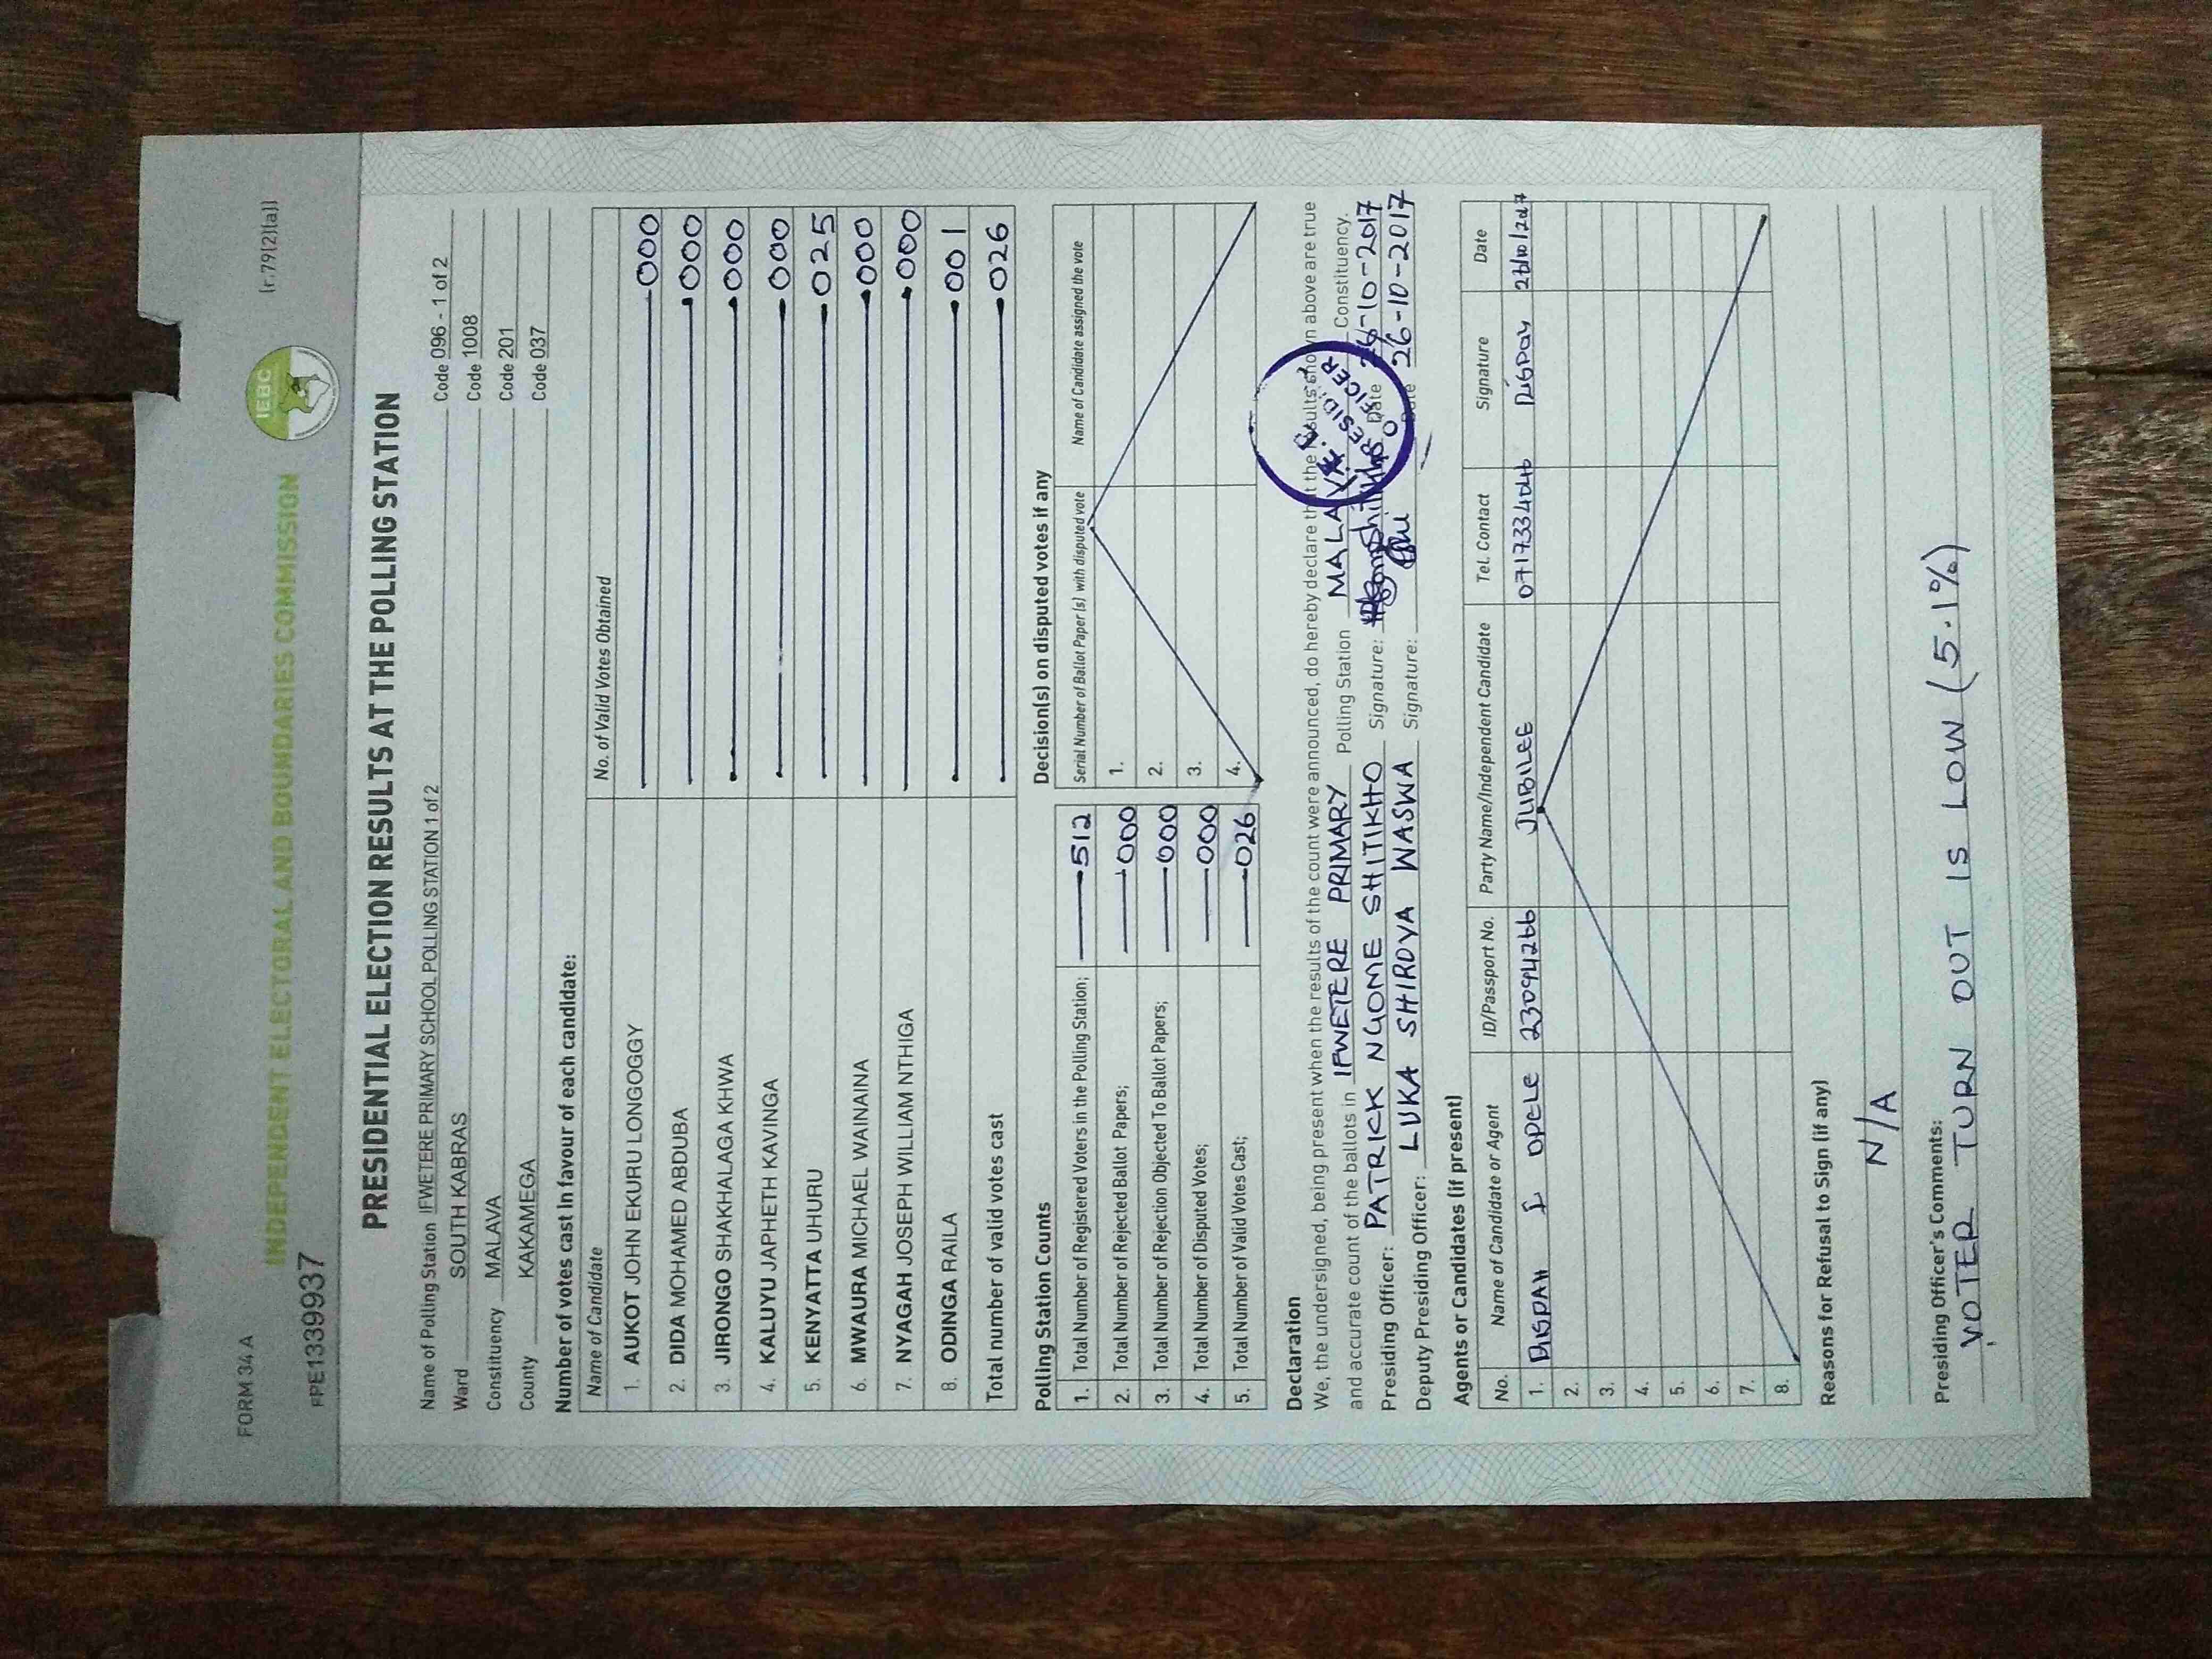 FORM 34 A
[r.79(2)(a)]
INDEPENDENT ELECTORAL AND BOUNDARIES COMMISSION
IEBC
PPE1339937
PRESIDENTIAL ELECTION RESULTS AT THE POLLING STATION
Name of Polling Station IFWETERE PRIMARY SCHOOL POLLING STATION 1 of 2 Code 096 - 1 of 2
Ward SOUTH KABRAS Code 1008
Constituency MALAVA Code 201
County KAKAMEGA Code 037
Number of votes cast in favour of each candidate:
Name of Candidate No. of Valid Votes Obtained
1. AUKOT JOHN EKURU LONGOGGY 000
2. DIDA MOHAMED ABDUBA 000
3. JIRONGO SHAKHALAGA KHWA 000
4. KALUYU JAPHETH KAVINGA 000
5. KENYATTA UHURU 025
6. MWAURA MICHAEL WAINAINA 000
7. NYAGAH JOSEPH WILLIAM NTHIGA 000
8. ODINGA RAILA 001
Total number of valid votes cast 026
Polling Station Counts
1. Total Number of Registered Voters in the Polling Station; 512
2. Total Number of Rejected Ballot Papers; 000
3. Total Number of Rejection Objected To Ballot Papers; 000
4. Total Number of Disputed Votes; 000
5. Total Number of Valid Votes Cast; 026
Decision(s) on disputed votes if any
Serial Number of Ballot Paper (s) with disputed vote Name of Candidate assigned the vote
1.
2.
3.
4.
Declaration
We, the undersigned, being present when the results of the count were announced, do hereby declare that the results shown above are true
and accurate count of the ballots in IFWETERE PRIMARY Polling Station MALAVA Constituency.
Presiding Officer: PATRICK NGOME SHITIKHO Signature: Date 26-10-2017
Deputy Presiding Officer: LUKA SHIROYA WASWA Signature: Date 26-10-2017
PRESIDING
OFFICER
Agents or Candidates (if present)
No. Name of Candidate or Agent ID/Passport No. Party Name/Independent Candidate Tel. Contact Signature Date
1. DISPAH 23094266 JUBILEE 26/10/2017
2.
3.
4.
5.
6.
7.
8.
Reasons for Refusal to Sign (if any)
N/A
Presiding Officer's Comments:
VOTER TURN OUT IS LOW (5.1%)